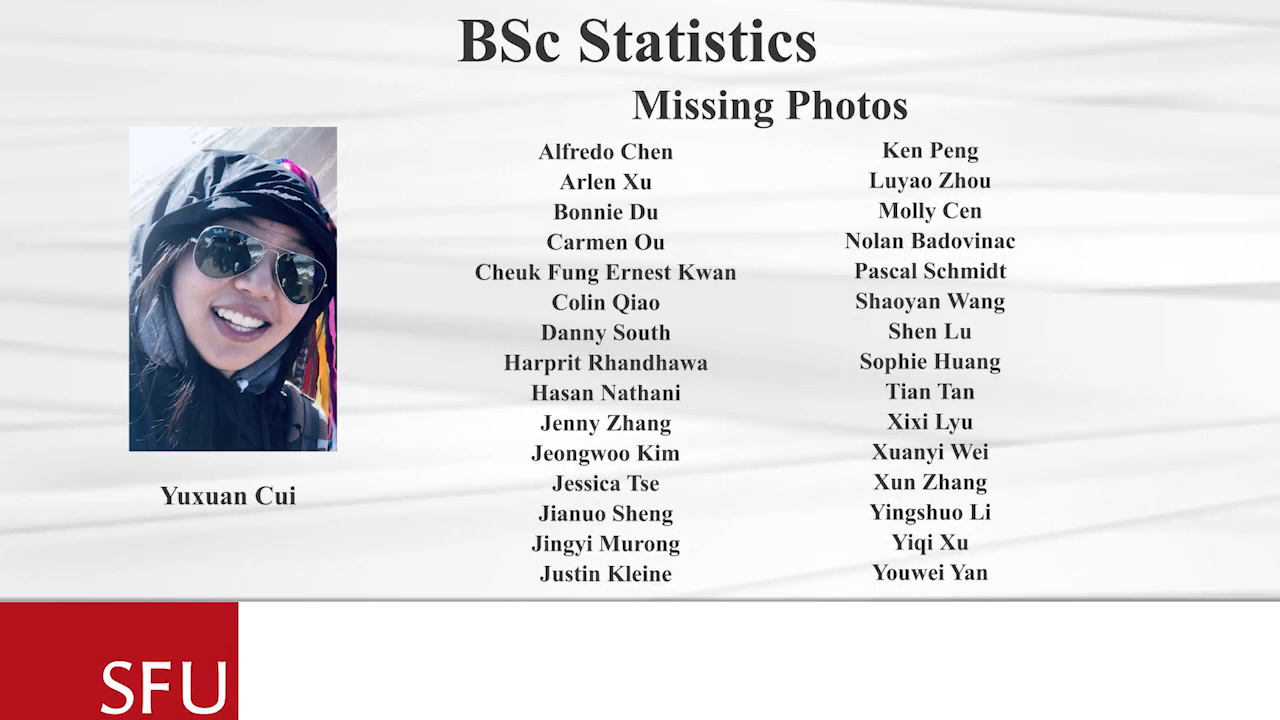 BSc Statistics
Missing Photos
Alfredo Chen
Arlen Xu
Bonnie Du
Carmen Ou
Cheuk Fung Ernest Kwan
Colin Qiao
Danny South
Harprit Rhandhawa
Hasan Nathani
Jenny Zhang
Jeongwoo Kim
Jessica Tse
Jianuo Sheng
Jingyi Murong
Justin Kleine
Ken Peng
Luyao Zhou
Molly Cen
Nolan Badovinac
Pascal Schmidt
Shaoyan Wang
Shen Lu
Sophie Huang
Tian Tan
Xixi Lyu
Xuanyi Wei
Xun Zhang
Yingshuo Li
Yiqi Xu
Youwei Yan
Yuxuan Cui
SFU